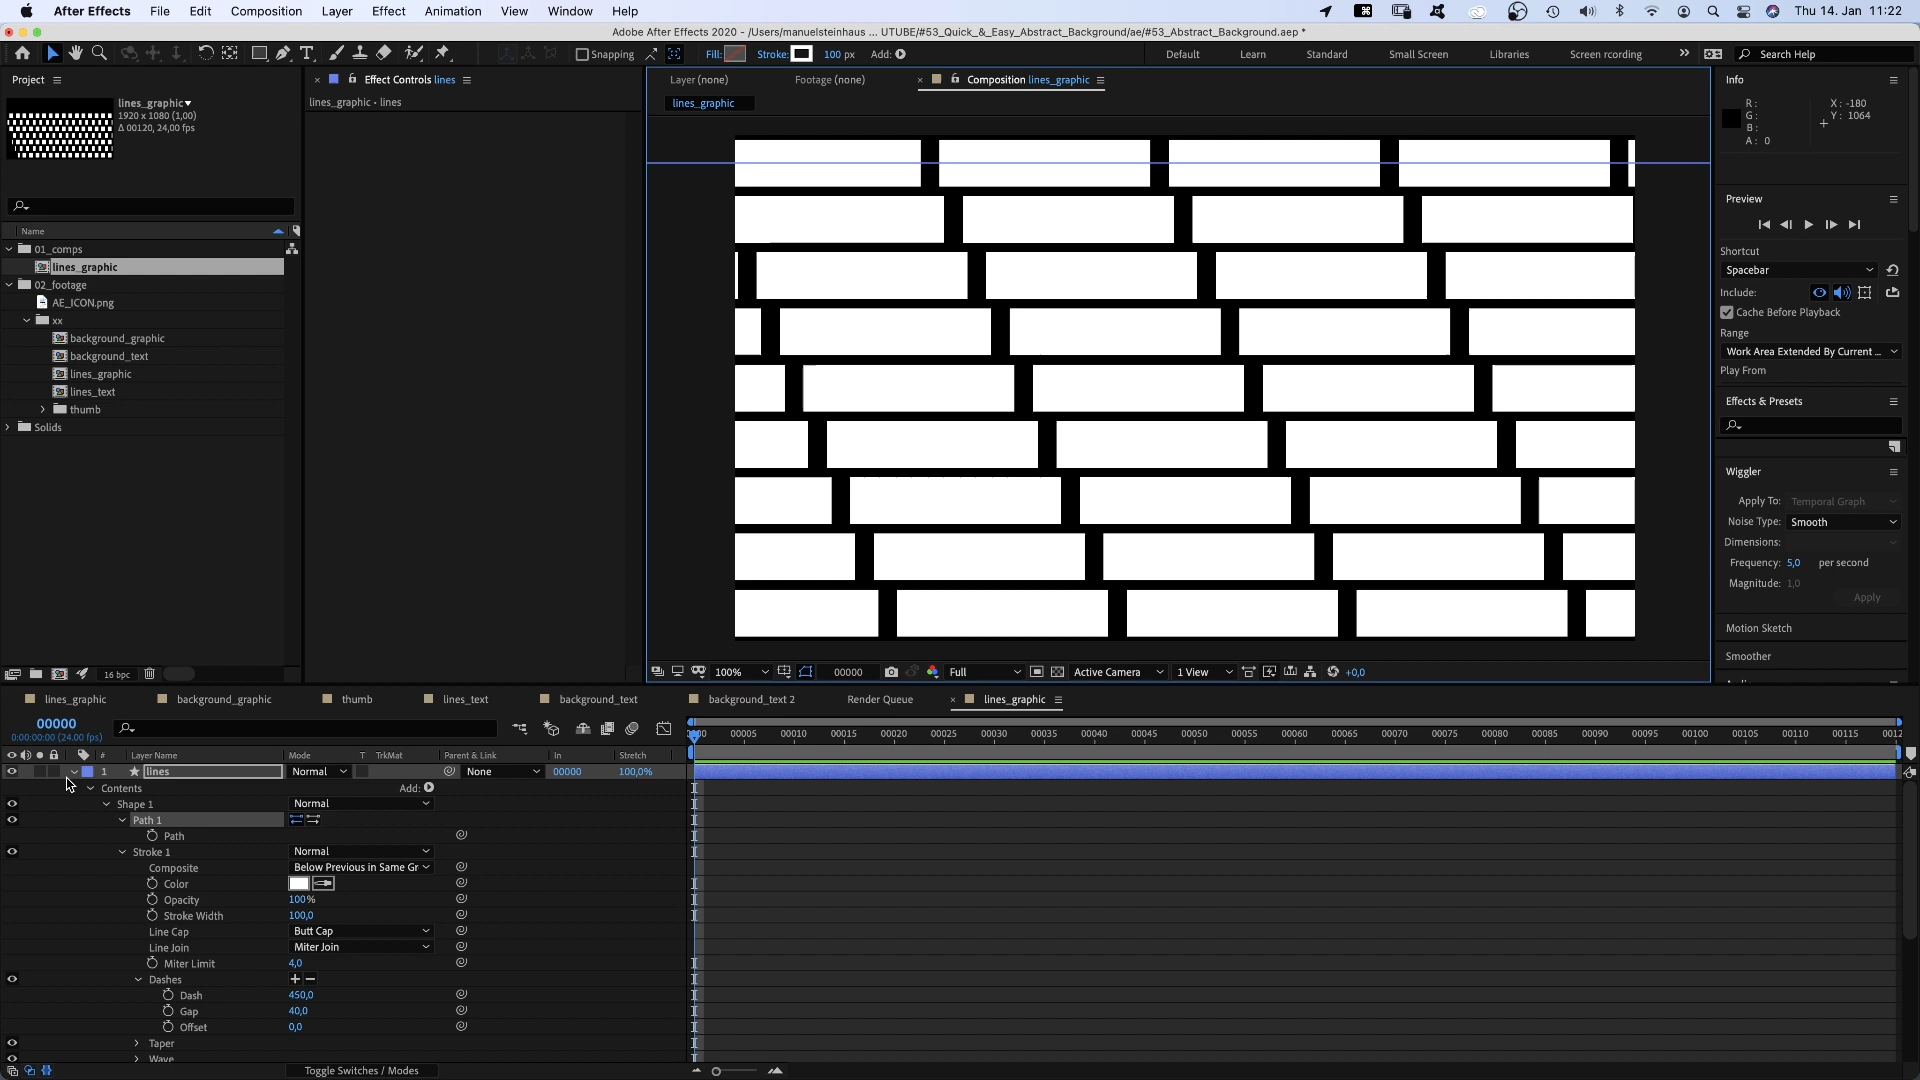 After Effects File Edit Composition Layer Effect Animation View Window Help Thu 14. Jan 11:22
Adobe After Effects 2020 - /Users/manuelsteinhaus ... UTUBE/#53_Quick_&_Easy_Abstract_Background/ae/#53_Abstract_Background.aep *
Snapping Fill: Stroke: 100 px Add: Default Learn Standard Small Screen Libraries Screen rcording Search Help
Project
lines_graphic
1920 x 1080 (1,00)
Δ 00120, 24,00 fps
Name
01_comps
lines_graphic
02_footage
AE_ICON.png
xx
background_graphic
background_text
lines_graphic
lines_text
thumb
Solids
16 bpc
Effect Controls lines
lines_graphic • lines
Layer (none) Footage (none) Composition lines_graphic
lines_graphic
100% 00000 Full Active Camera 1 View +0,0
Info
R: X: -180
G: Y: 1064
B:
A: 0
Preview
Shortcut
Spacebar
Include:
Cache Before Playback
Range
Work Area Extended By Current ...
Play From
Effects & Presets
Wiggler
Apply To: Temporal Graph
Noise Type: Smooth
Dimensions:
Frequency: 5,0 per second
Magnitude: 1,0
Apply
Motion Sketch
Smoother
lines_graphic background_graphic thumb lines_text background_text background_text 2 Render Queue lines_graphic
00000
0:00:00:00 (24.00 fps)
00005 00010 00015 00020 00025 00030 00035 00040 00045 00050 00055 00060 00065 00070 00075 00080 00085 00090 00095 00100 00105 00110 00115
# Layer Name Mode T TrkMat Parent & Link In Stretch
1 lines Normal None 00000 100,0%
Contents Add:
Shape 1 Normal
Path 1
Path
Stroke 1 Normal
Composite Below Previous in Same Gr
Color
Opacity 100%
Stroke Width 100,0
Line Cap Butt Cap
Line Join Miter Join
Miter Limit 4,0
Dashes + −
Dash 450,0
Gap 40,0
Offset 0,0
Taper
Wave
Toggle Switches / Modes